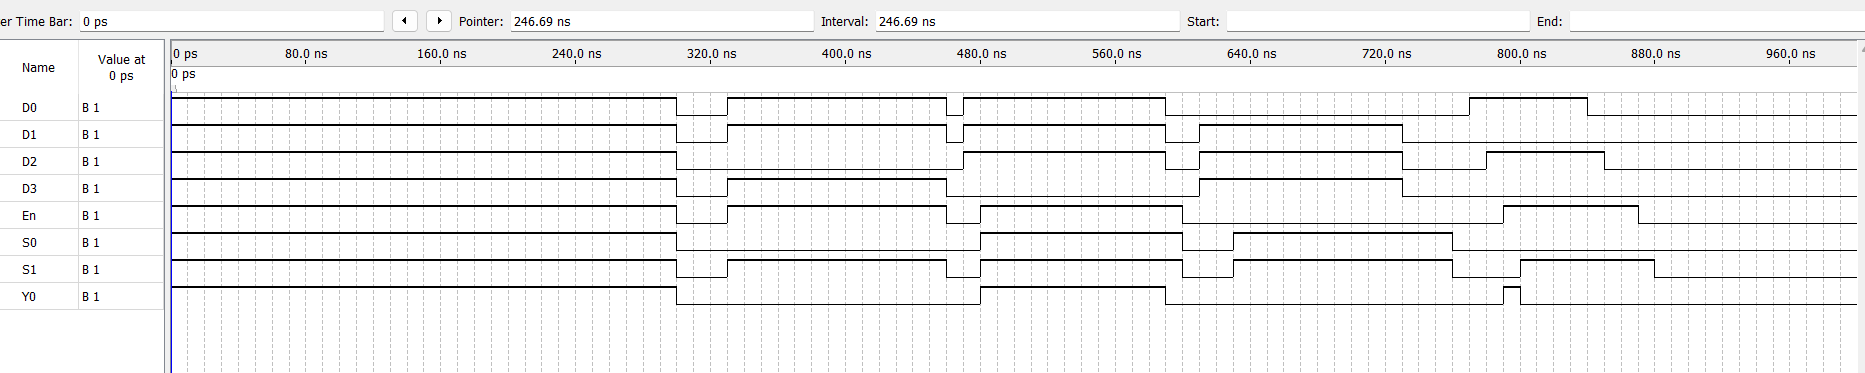 er Time Bar: 0 ps Pointer: 246.69 ns Interval: 246.69 ns Start: End:
Name Value at 0 ps
0 ps 80.0 ns 160.0 ns 240.0 ns 320.0 ns 400.0 ns 480.0 ns 560.0 ns 640.0 ns 720.0 ns 800.0 ns 880.0 ns 960.0 ns
0 ps
D0 B 1
D1 B 1
D2 B 1
D3 B 1
En B 1
S0 B 1
S1 B 1
Y0 B 1